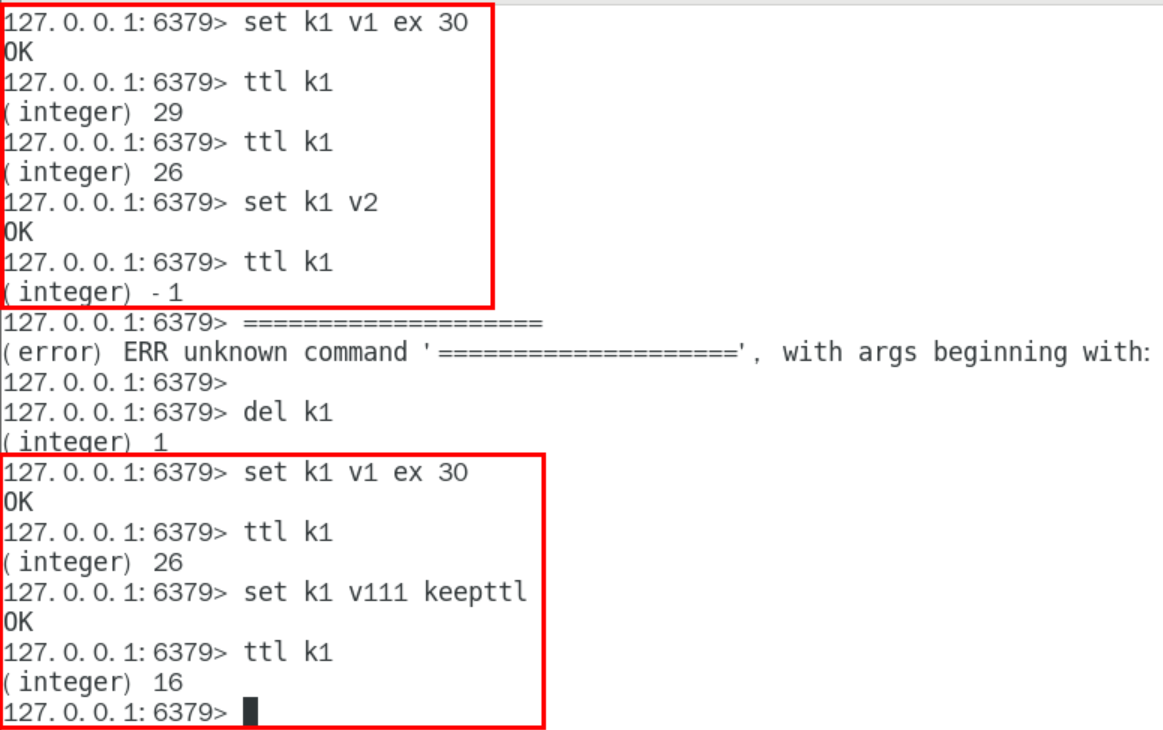 127.0.0.1:6379> set k1 v1 ex 30
OK
127.0.0.1:6379> ttl k1
(integer) 29
127.0.0.1:6379> ttl k1
(integer) 26
127.0.0.1:6379> set k1 v2
OK
127.0.0.1:6379> ttl k1
(integer) -1
127.0.0.1:6379> ====================
(error) ERR unknown command '====================', with args beginning with:
127.0.0.1:6379>
127.0.0.1:6379> del k1
(integer) 1
127.0.0.1:6379> set k1 v1 ex 30
OK
127.0.0.1:6379> ttl k1
(integer) 26
127.0.0.1:6379> set k1 v111 keepttl
OK
127.0.0.1:6379> ttl k1
(integer) 16
127.0.0.1:6379>